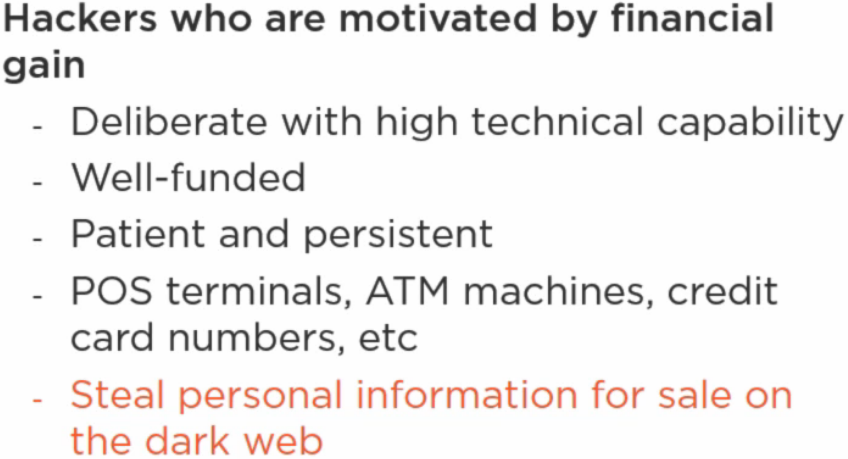 Hackers who are motivated by financial
gain
- Deliberate with high technical capability
- Well-funded
- Patient and persistent
- POS terminals, ATM machines, credit
card numbers, etc
- Steal personal information for sale on
the dark web